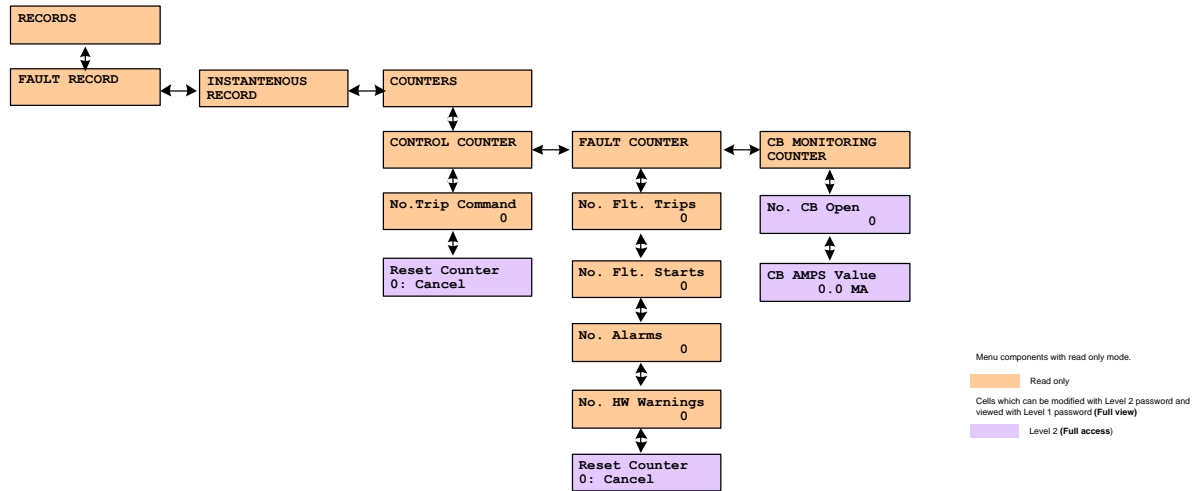 RECORDS
FAULT RECORD
INSTANTENOUS
RECORD
COUNTERS
CONTROL COUNTER
FAULT COUNTER
CB MONITORING
COUNTER
No.Trip Command
0
No. Flt. Trips
0
No. CB Open
0
Reset Counter
0: Cancel
No. Flt. Starts
0
CB AMPS Value
0.0 MA
No. Alarms
0
No. HW Warnings
0
Reset Counter
0: Cancel
Menu components with read only mode.
Read only
Cells which can be modified with Level 2 password and
viewed with Level 1 password (Full view)
Level 2 (Full access)